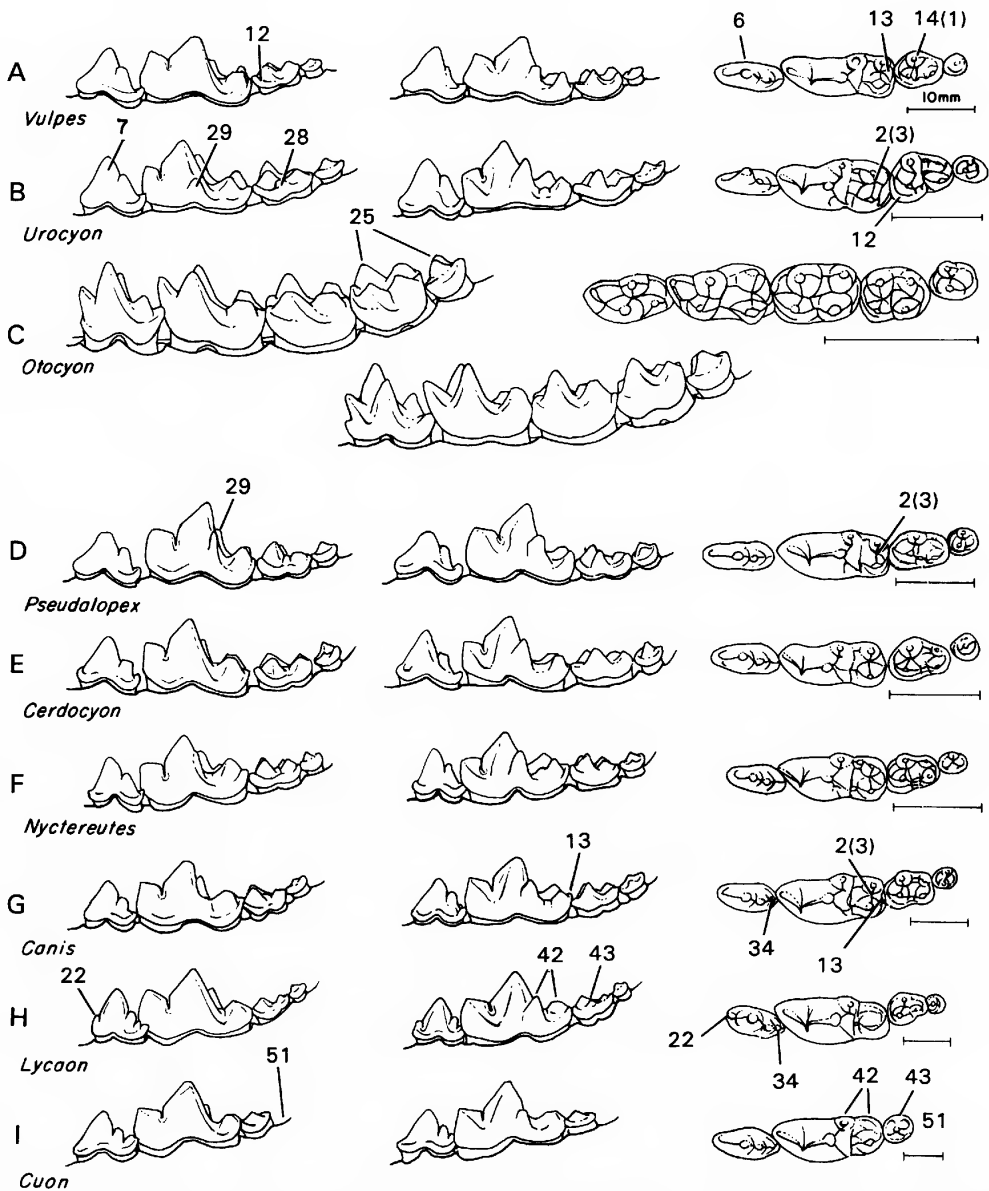 12
6
13
14(1)
A
10mm
Vulpes
7
29
28
2(3)
B
Urocyon
12
25
C
Otocyon
29
2(3)
D
Pseudalopex
E
Cerdocyon
F
Nyctereutes
13
2(3)
G
Canis
34
13
22
42
43
H
22
Lycaon
34
51
42
43
I
51
Cuon